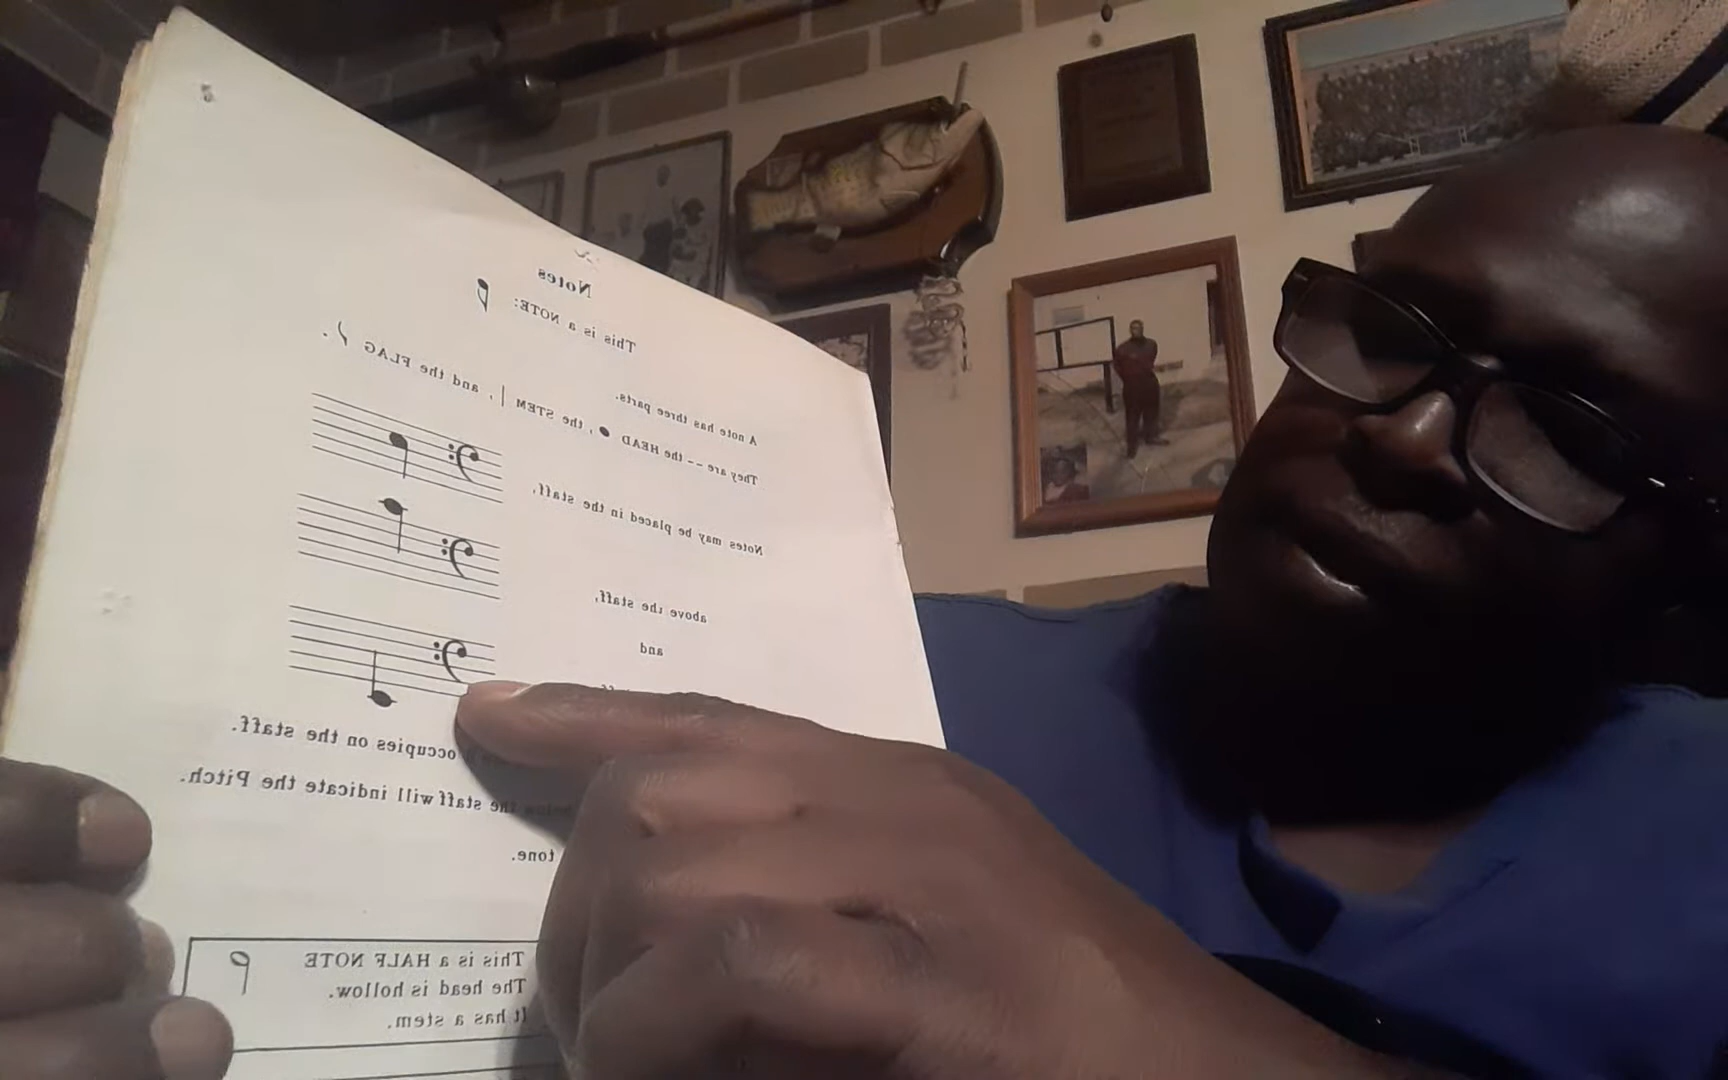 Notes
This is a NOTE:
A note has three parts.
They are -- the HEAD , the STEM , and the FLAG .
Notes may be placed in the staff,
above the staff,
and
occupies on the staff.
the staff will indicate the Pitch.
tone.
This is a HALF NOTE
The head is hollow.
It has a stem.